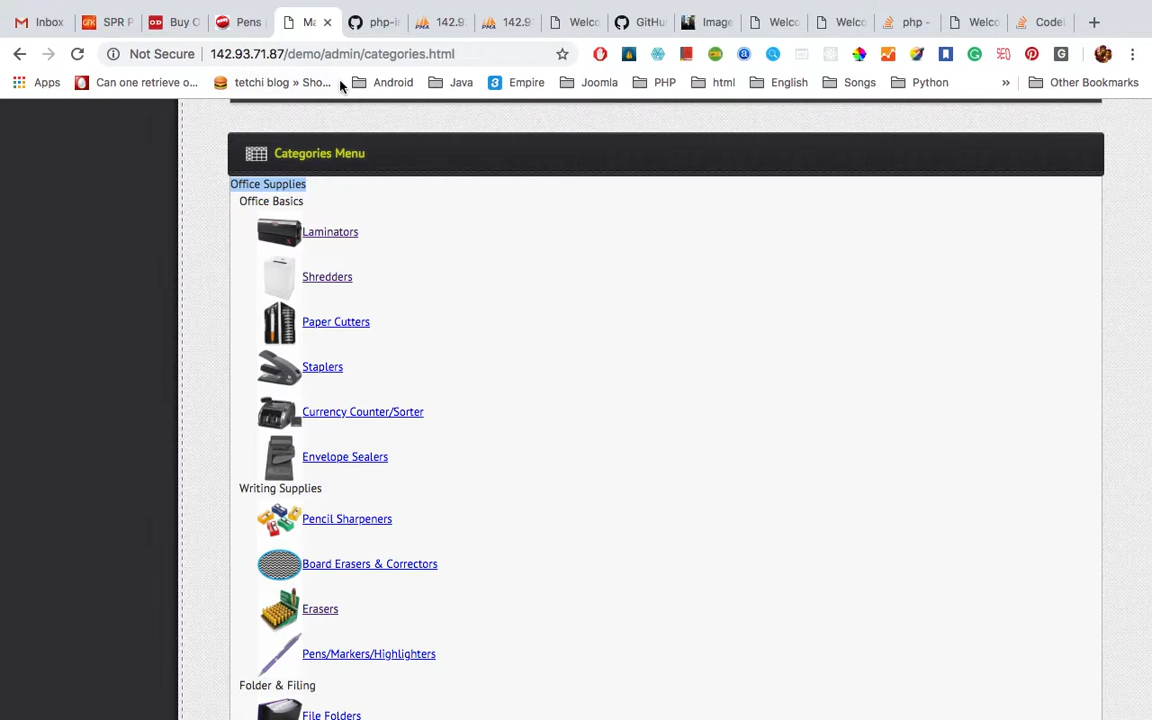 Inbox SPR P Buy O Pens | Ma php-i 142.9 142.9 Welco GitHu Image Welco Welco php - Welco Codei
Not Secure | 142.93.71.87/demo/admin/categories.html
Apps Can one retrieve o... tetchi blog » Sho... Android Java Empire Joomla PHP html English Songs Python » Other Bookmarks
Categories Menu
Office Supplies
Office Basics
Laminators
Shredders
Paper Cutters
Staplers
Currency Counter/Sorter
Envelope Sealers
Writing Supplies
Pencil Sharpeners
Board Erasers & Correctors
Erasers
Pens/Markers/Highlighters
Folder & Filing
File Folders